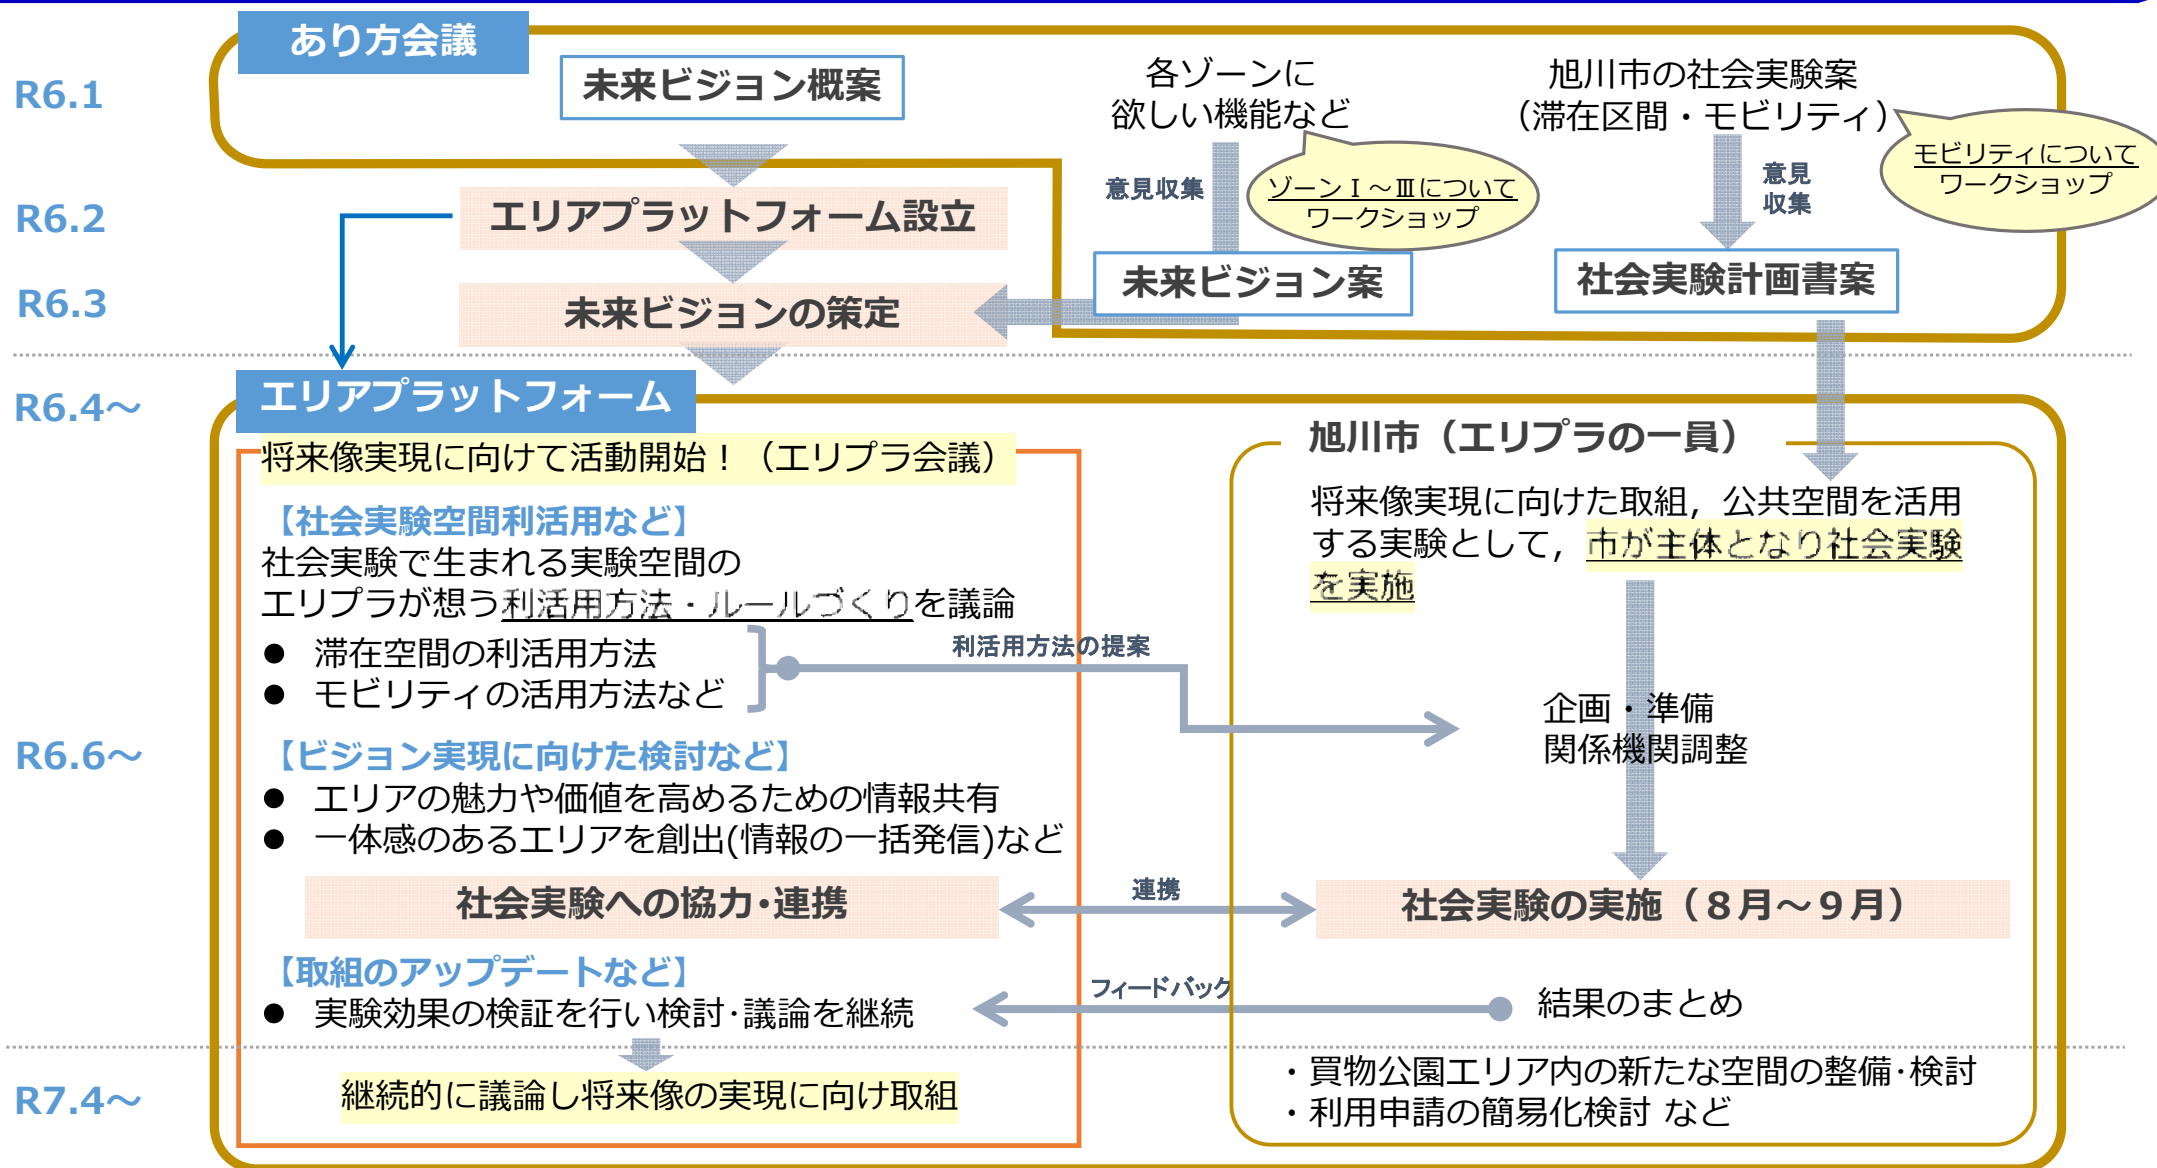 あり方会議
R6.1
未来ビジョン概案
各ゾーンに
欲しい機能など
旭川市の社会実験案
（滞在区間・モビリティ）
モビリティについて
ワークショップ
意見収集
ゾーンⅠ～Ⅲについて
ワークショップ
意見
収集
R6.2
エリアプラットフォーム設立
R6.3
未来ビジョンの策定
未来ビジョン案
社会実験計画書案
R6.4～
エリアプラットフォーム
将来像実現に向けて活動開始！（エリプラ会議）
【社会実験空間利活用など】
社会実験で生まれる実験空間の
エリプラが想う利活用方法・ルールづくりを議論
● 滞在空間の利活用方法
● モビリティの活用方法など
利活用方法の提案
旭川市（エリプラの一員）
将来像実現に向けた取組，公共空間を活用
する実験として，市が主体となり社会実験
を実施
企画・準備
関係機関調整
R6.6～
【ビジョン実現に向けた検討など】
● エリアの魅力や価値を高めるための情報共有
● 一体感のあるエリアを創出(情報の一括発信)など
社会実験への協力･連携
連携
社会実験の実施（８月～９月）
【取組のアップデートなど】
● 実験効果の検証を行い検討･議論を継続
フィードバック
結果のまとめ
R7.4～
継続的に議論し将来像の実現に向け取組
・買物公園エリア内の新たな空間の整備･検討
・利用申請の簡易化検討 など